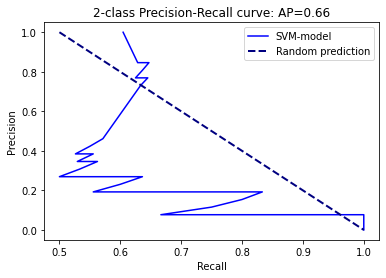 2-class Precision-Recall curve: AP=0.66
SVM-model
Random prediction
1.0
0.8
0.6
0.4
0.2
0.0
Precision
0.5
0.6
0.7
0.8
0.9
1.0
Recall